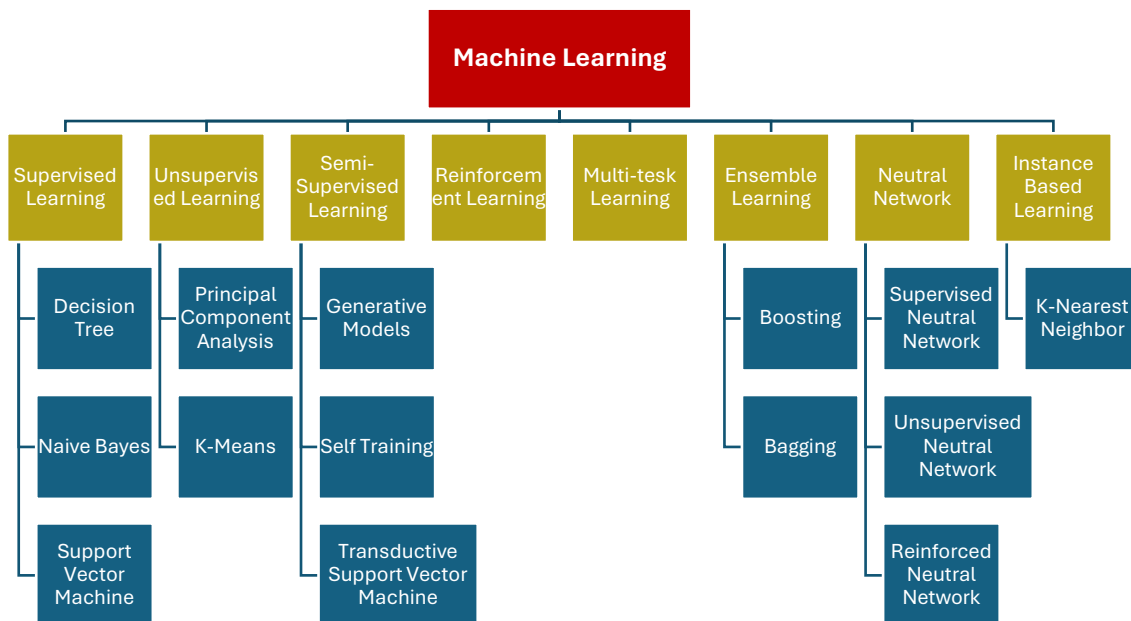 Machine Learning
Supervised
Learning
Unsupervis
ed Learning
Semi-
Supervised
Learning
Reinforcem
ent Learning
Multi-tesk
Learning
Ensemble
Learning
Neutral
Network
Instance
Based
Learning
Decision
Tree
Principal
Component
Analysis
Generative
Models
Boosting
Supervised
Neutral
Network
K-Nearest
Neighbor
Naive Bayes
K-Means
Self Training
Bagging
Unsupervised
Neutral
Network
Support
Vector
Machine
Transductive
Support Vector
Machine
Reinforced
Neutral
Network